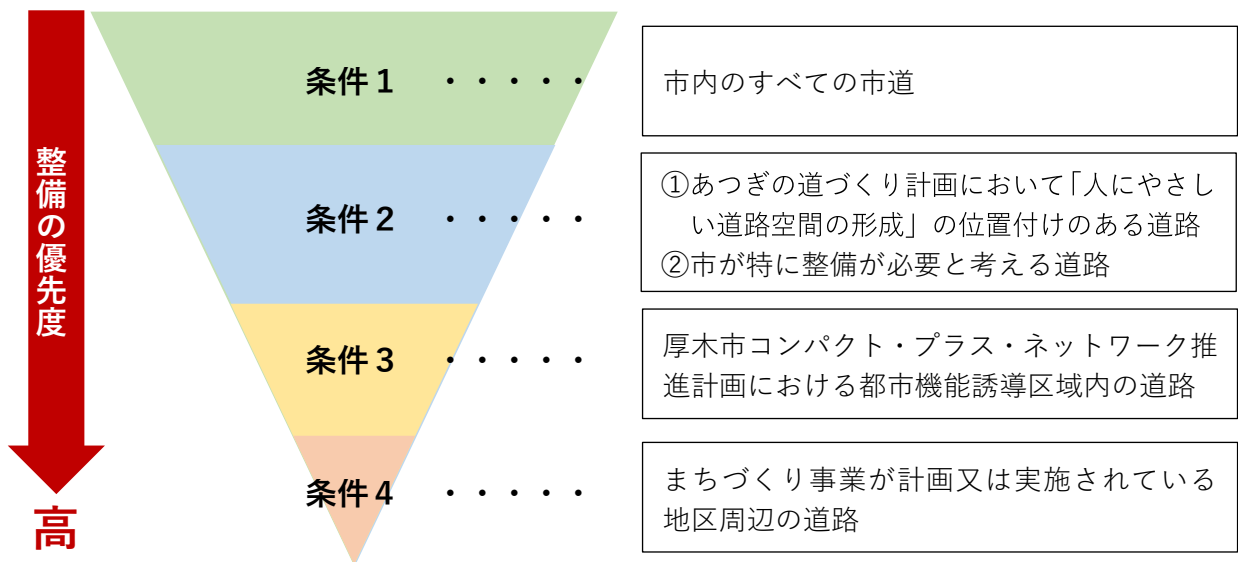 整備の優先度
高
条件1 ・・・・・
市内のすべての市道
条件2 ・・・・・
①あつぎの道づくり計画において「人にやさし
い道路空間の形成」の位置付けのある道路
②市が特に整備が必要と考える道路
条件3 ・・・・・
厚木市コンパクト・プラス・ネットワーク推
進計画における都市機能誘導区域内の道路
条件4 ・・・・・
まちづくり事業が計画又は実施されている
地区周辺の道路